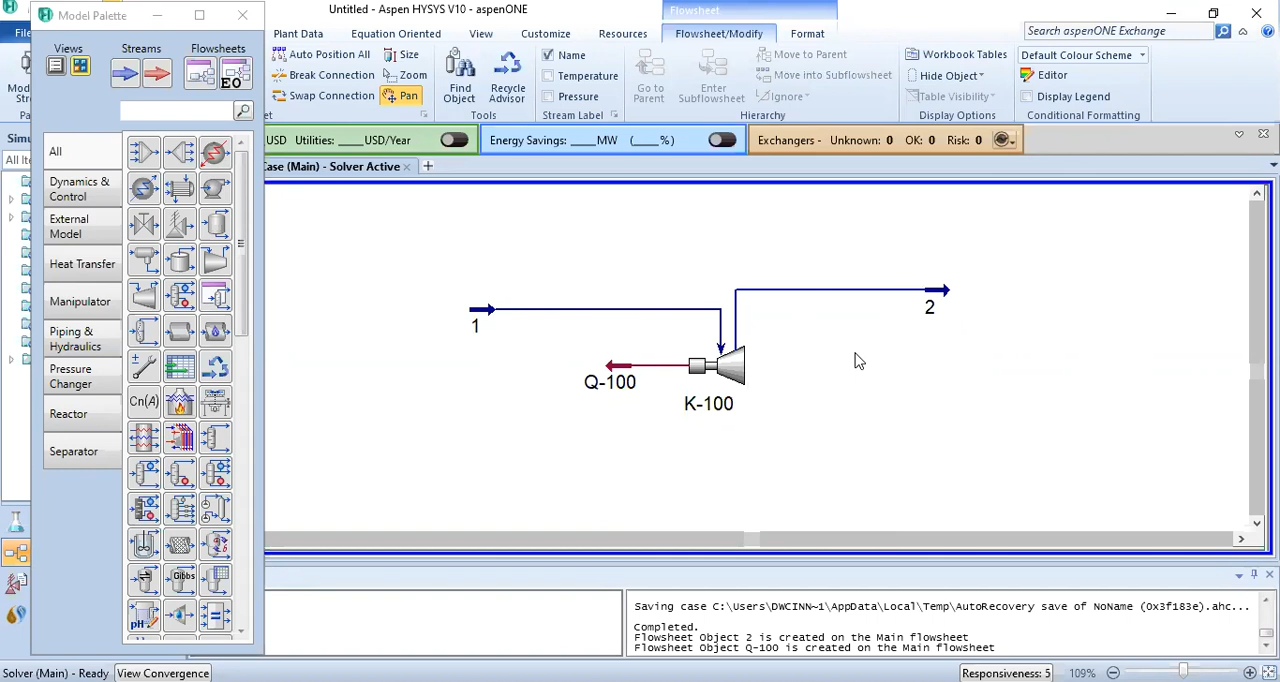 Model Palette
Untitled - Aspen HYSYS V10 - aspenONE
Flowsheet
Fil
Plant Data
Equation Oriented
View
Customize
Resources
Flowsheet/Modify
Format
Search aspenONE Exchange
Views
Streams
Flowsheets
EO
Auto Position All
Size
Break Connection
Zoom
Swap Connection
Pan
Find
Object
Recycle
Advisor
Tools
Name
Temperature
Pressure
Stream Label
Go to
Parent
Enter
Subflowsheet
Move to Parent
Move into Subflowsheet
Ignore
Hierarchy
Workbook Tables
Hide Object
Table Visibility
Display Options
Default Colour Scheme
Editor
Display Legend
Conditional Formatting
USD Utilities: ____USD/Year
Energy Savings: ____MW (____%)
Exchangers - Unknown: 0 OK: 0 Risk: 0
Case (Main) - Solver Active
All
Dynamics &
Control
External
Model
Heat Transfer
Manipulator
Piping &
Hydraulics
Pressure
Changer
Reactor
Separator
Cn(A)
Gibbs
pH
1
2
Q-100
K-100
Saving case C:\Users\DWCINN~1\AppData\Local\Temp\AutoRecovery save of NoName (0x3f183e).ahc...
Completed.
Flowsheet Object 2 is created on the Main flowsheet
Flowsheet Object Q-100 is created on the Main flowsheet
Solver (Main) - Ready
View Convergence
Responsiveness: 5
109%